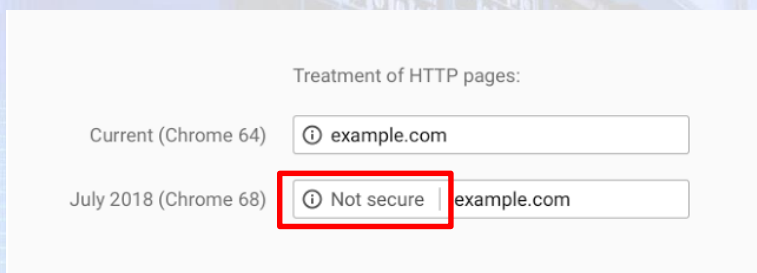 Treatment of HTTP pages:
Current (Chrome 64) ⓘ example.com
July 2018 (Chrome 68) ⓘ Not secure | example.com